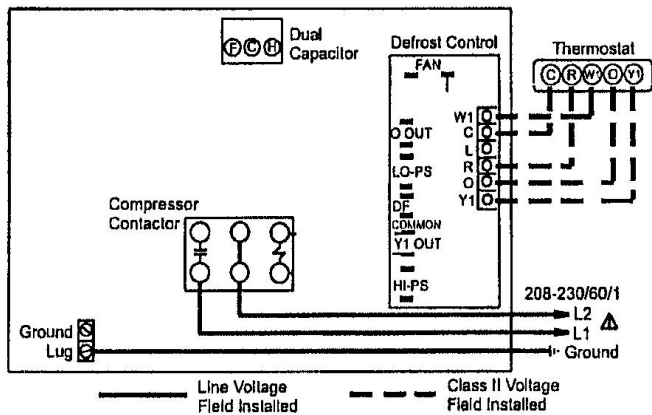 Dual
Capacitor
F C H
Defrost Control
FAN
Thermostat
C R W1 O Y1
W1
C
L
R
O
Y1
O OUT
LO-PS
DF
COMMON
Y1 OUT
HI-PS
Compressor
Contactor
208-230/60/1
L2
L1
Ground
Ground
Lug
Line Voltage
Field Installed
Class II Voltage
Field Installed